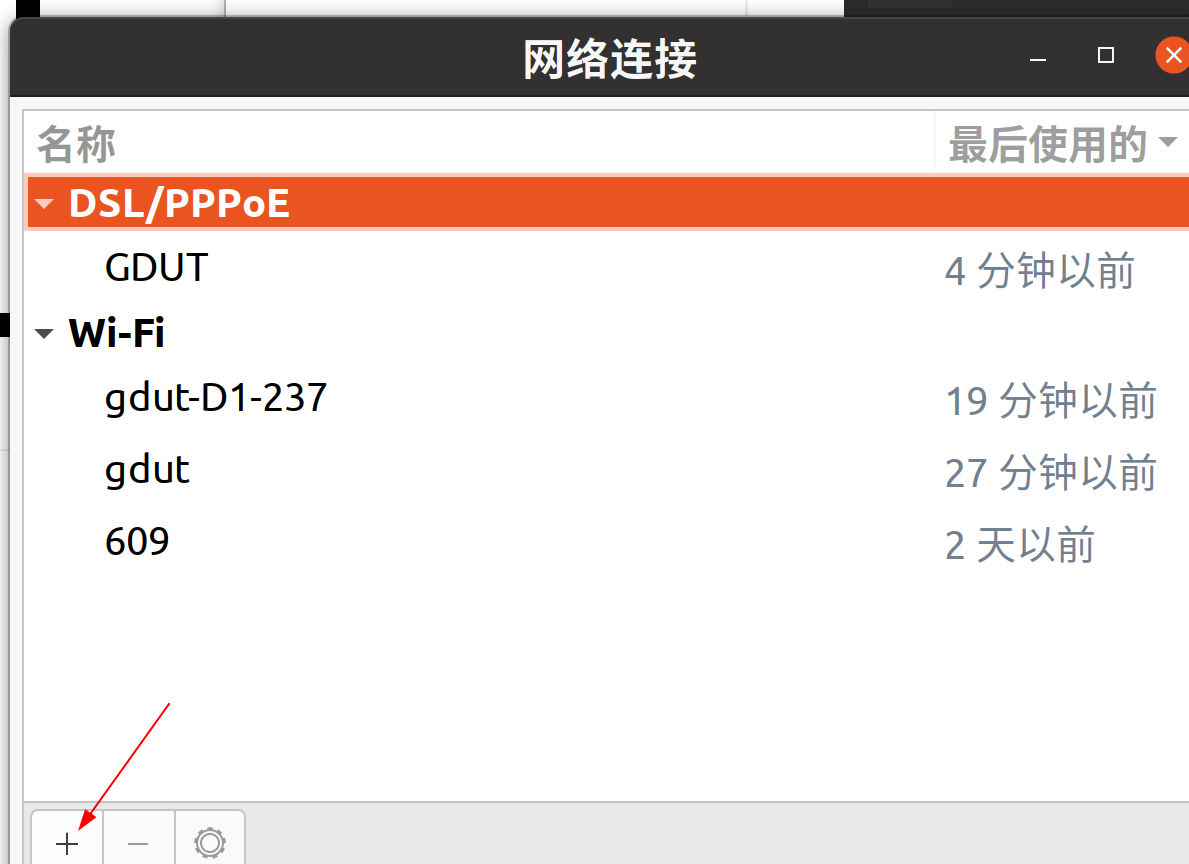 网络连接
名称 最后使用的
DSL/PPPoE
GDUT 4 分钟以前
Wi-Fi
gdut-D1-237 19 分钟以前
gdut 27 分钟以前
609 2 天以前